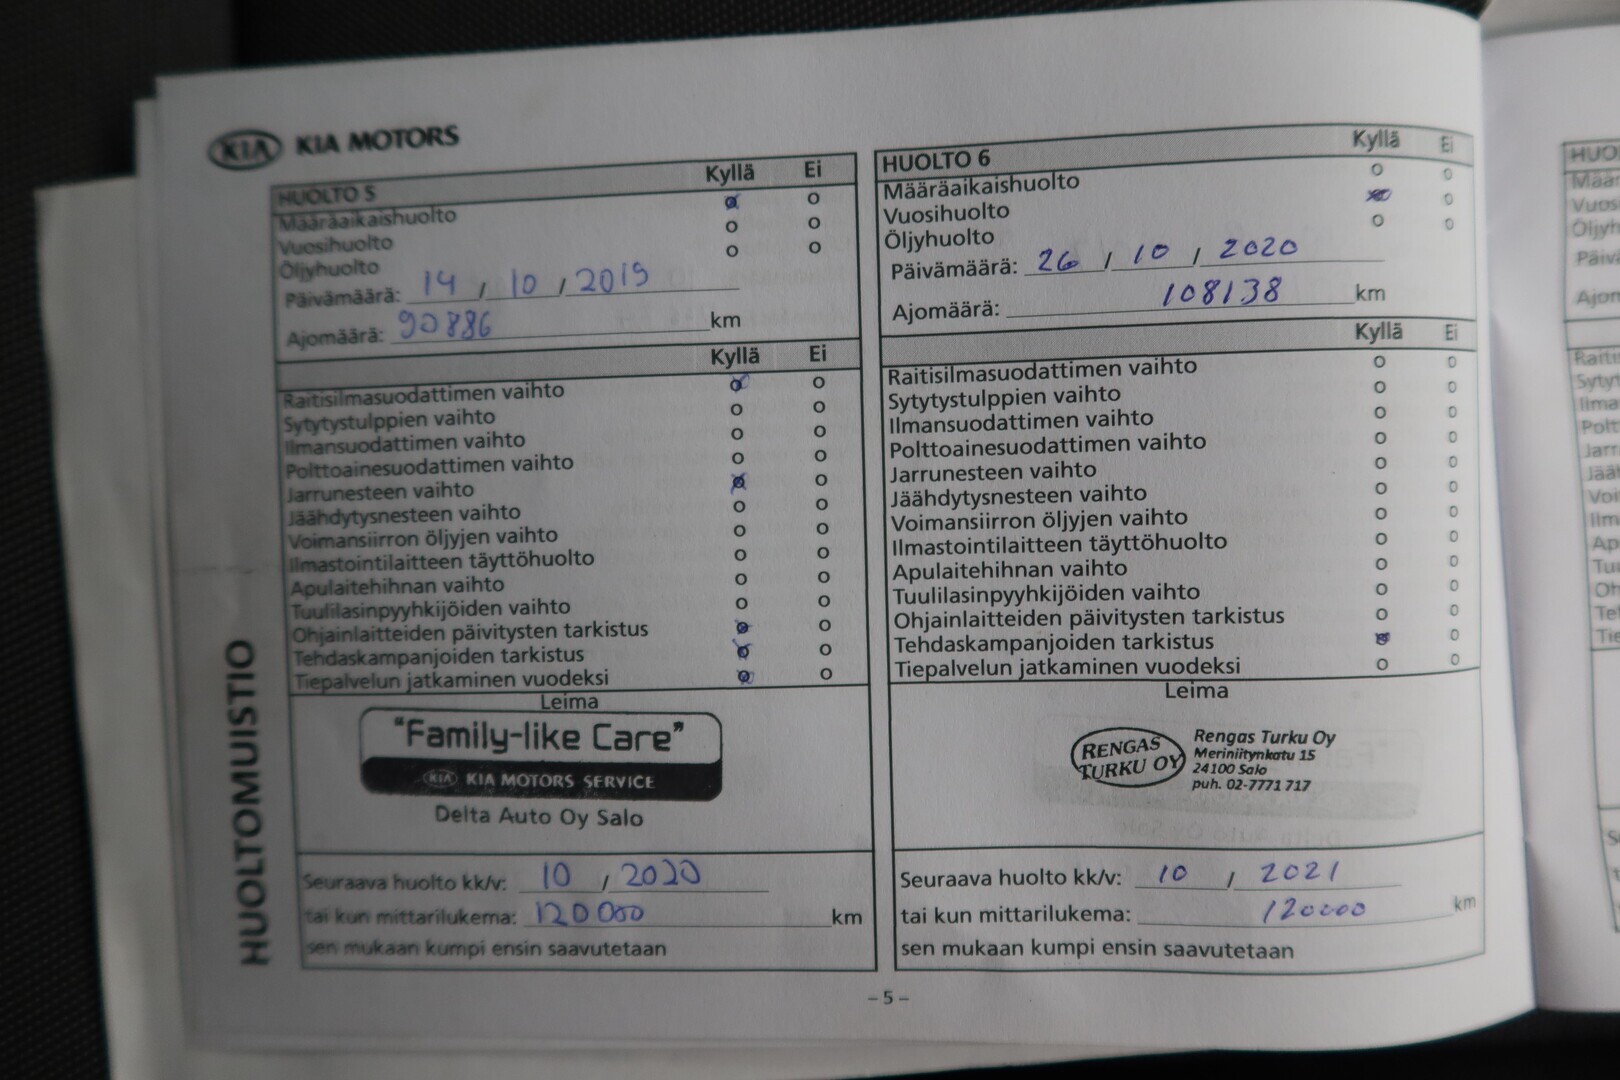 KIA KIA MOTORS
HUOLTOMUISTIO
HUOLTO 5 Kyllä Ei
Määräaikaishuolto o o
Vuosihuolto o o
Öljyhuolto o o
Päivämäärä: 14 / 10 / 2019
Ajomäärä: 90886 km
Kyllä Ei
Raitisilmasuodattimen vaihto o o
Sytytystulppien vaihto o o
Ilmansuodattimen vaihto o o
Polttoainesuodattimen vaihto o o
Jarrunesteen vaihto o o
Jäähdytysnesteen vaihto o o
Voimansiirron öljyjen vaihto o o
Ilmastointilaitteen täyttöhuolto o o
Apulaitehihnan vaihto o o
Tuulilasinpyyhkijöiden vaihto o o
Ohjainlaitteiden päivitysten tarkistus o o
Tehdaskampanjoiden tarkistus o o
Tiepalvelun jatkaminen vuodeksi o o
Leima
"Family-like Care"
KIA KIA MOTORS SERVICE
Delta Auto Oy Salo
Seuraava huolto kk/v: 10 / 2020
tai kun mittarilukema: 120000 km
sen mukaan kumpi ensin saavutetaan
HUOLTO 6 Kyllä Ei
Määräaikaishuolto o o
Vuosihuolto o o
Öljyhuolto o o
Päivämäärä: 26 / 10 / 2020
Ajomäärä: 108138 km
Kyllä Ei
Raitisilmasuodattimen vaihto o o
Sytytystulppien vaihto o o
Ilmansuodattimen vaihto o o
Polttoainesuodattimen vaihto o o
Jarrunesteen vaihto o o
Jäähdytysnesteen vaihto o o
Voimansiirron öljyjen vaihto o o
Ilmastointilaitteen täyttöhuolto o o
Apulaitehihnan vaihto o o
Tuulilasinpyyhkijöiden vaihto o o
Ohjainlaitteiden päivitysten tarkistus o o
Tehdaskampanjoiden tarkistus o o
Tiepalvelun jatkaminen vuodeksi o o
Leima
RENGAS
TURKU OY
Rengas Turku Oy
Meriniitynkatu 15
24100 Salo
puh. 02-7771 717
Seuraava huolto kk/v: 10 / 2021
tai kun mittarilukema: 120000 km
sen mukaan kumpi ensin saavutetaan
– 5 –